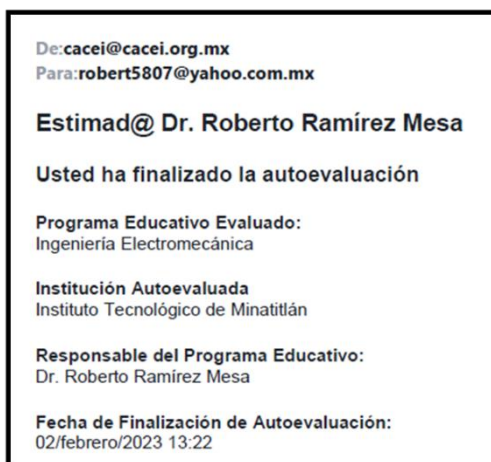 De:cacei@cacei.org.mx
Para:robert5807@yahoo.com.mx
Estimad@ Dr. Roberto Ramírez Mesa
Usted ha finalizado la autoevaluación
Programa Educativo Evaluado:
Ingeniería Electromecánica
Institución Autoevaluada
Instituto Tecnológico de Minatitlán
Responsable del Programa Educativo:
Dr. Roberto Ramírez Mesa
Fecha de Finalización de Autoevaluación:
02/febrero/2023 13:22